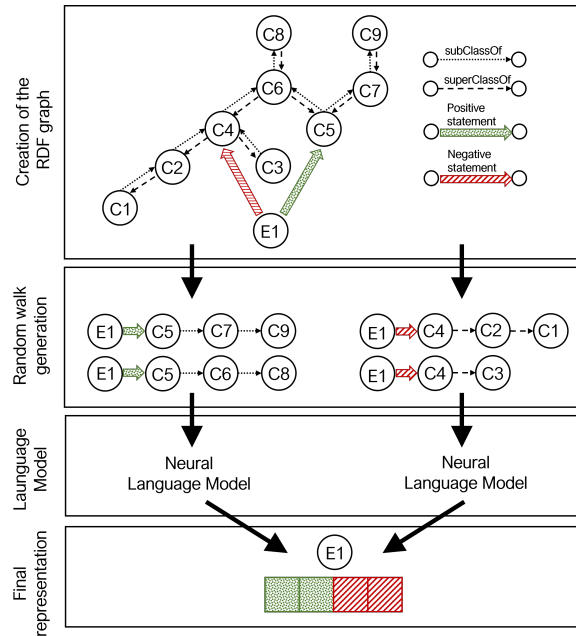 Creation of the
RDF graph
C8
C9
C6
C7
C4
C5
C2
C3
C1
E1
subClassOf
superClassOf
Positive
statement
Negative
statement
Random walk
generation
E1 C5 C7 C9
E1 C5 C6 C8
E1 C4 C2 C1
E1 C4 C3
Launguage
Model
Neural
Language Model
Neural
Language Model
Final
representation
E1